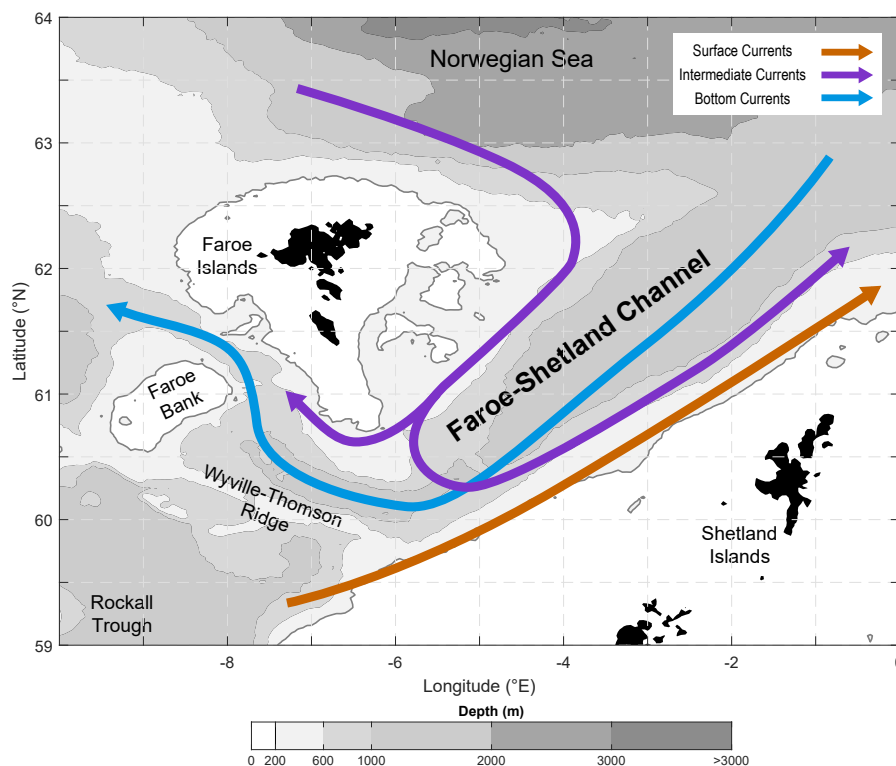 64
63
62
61
60
59
Latitude (°N)
Norwegian Sea
Surface Currents
Intermediate Currents
Bottom Currents
Faroe
Islands
Faroe-Shetland Channel
Faroe
Bank
Wyville-Thomson
Ridge
Shetland
Islands
Rockall
Trough
-8
-6
-4
-2
0
Longitude (°E)
Depth (m)
0 200 600 1000 2000 3000 >3000